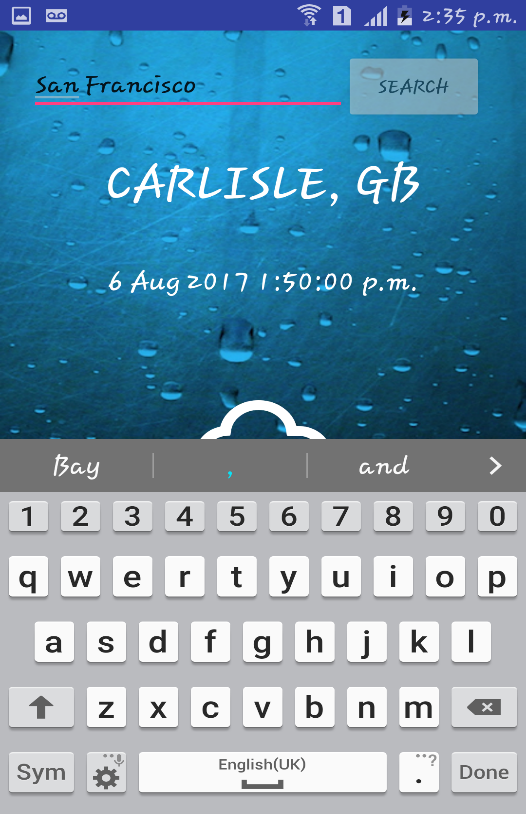 1 2:35 p.m.
San Francisco SEARCH
CARLISLE, GB
6 Aug 2017 1:50:00 p.m.
Bay , and
1 2 3 4 5 6 7 8 9 0
q w e r t y u i o p
a s d f g h j k l
z x c v b n m
Sym English(UK) . ? Done